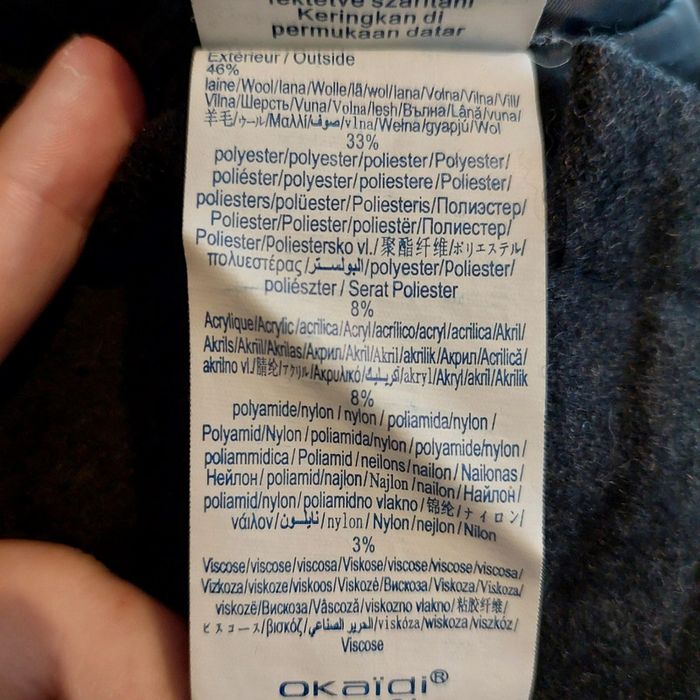 fektetve szárítani
Keringkan di
permukaan datar
Extérieur / Outside
46%
laine/Wool/lana/Wolle/lã/wol/lana/Volna/Vilna/Vill/
Vilna/Шерсть/Vuna/Volna/lesh/Вълна/Lână/vuna/
羊毛/ウール/Μαλλί/صوف/vlna/Wełna/gyapjú/Wol
33%
polyester/polyester/poliester/Polyester/
poliéster/polyester/poliestere/Poliester/
poliesters/polüester/Poliesteris/Полиэстер/
Poliester/Poliester/poliestër/Полиестер/
Poliester/Poliestersko vl./聚酯纤维/ポリエステル/
πολυεστέρας/البولستر/polyester/Poliester/
poliészter / Serat Poliester
8%
Acrylique/Acrylic/acrilica/Acryl/acrílico/acryl/acrilica/Akril/
Akrils/Akriil/Akrilas/Акрил/Akril/Akril/akrilik/Акрил/Acrilică/
akrilno vl./腈纶/アクリル/Ακρυλικό/اكريليك/akryl/Akryl/akril/Akrilik
8%
polyamide/nylon / nylon / poliamida/nylon /
Polyamid/Nylon / poliamida/nylon / polyamide/nylon /
poliammidica / Poliamid / neilons / nailon / Nailonas /
Нейлон / poliamid/najlon / Najlon / nailon / Найлон /
poliamid/nylon / poliamidno vlakno / 锦纶 / ナイロン/
νάιλον / نايلسون / nylon / Nylon / nejlon / Nilon
3%
Viscose/viscose/viscosa/Viskose/viscose/viscose/viscosa/
Vizkoza/viskoze/viskoos/Viskozė/Вискоза/Viskoza/Viskoza/
viskozë/Вискоза/Vâscoză/viskozno vlakno/粘胶纤维/
ビスコース/βισκόζ/الحرير الصناعي/viskóza/wiskoza/viszkóz/
Viscose
okaïdi®